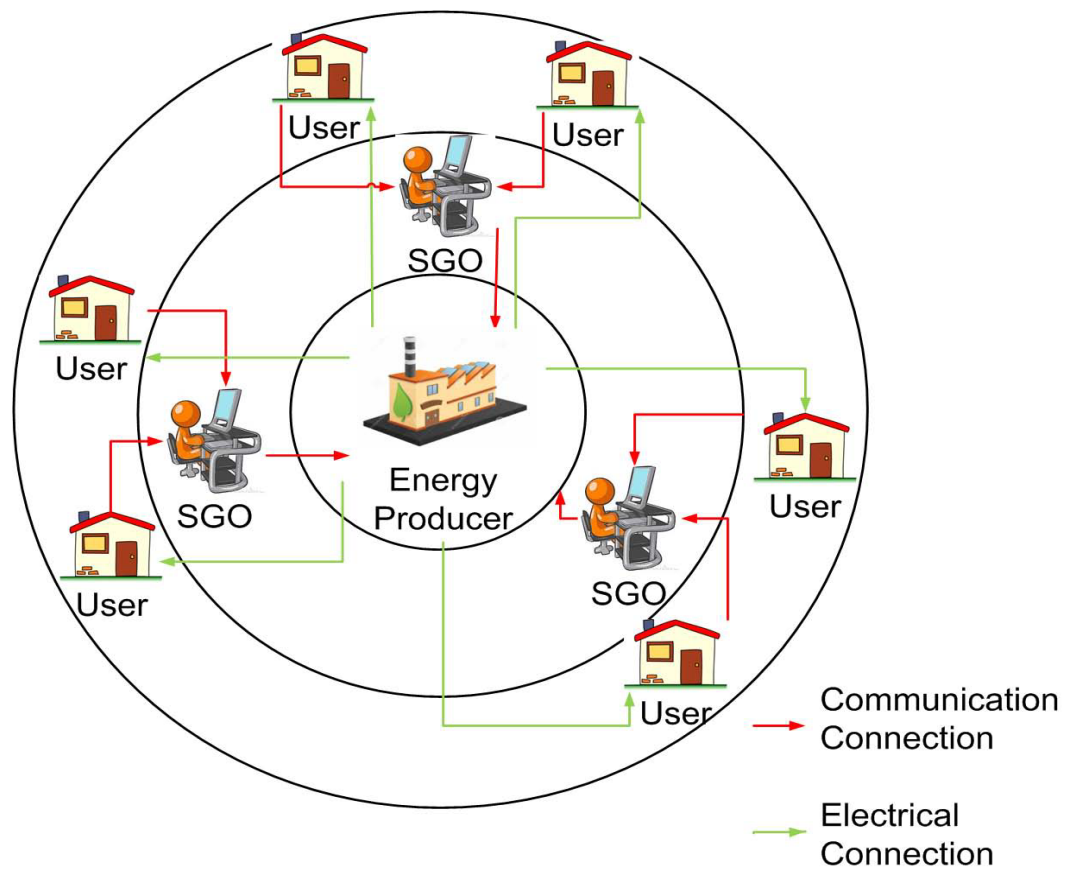 User
User
SGO
User
Energy
Producer
SGO
User
User
SGO
User
User
Communication
Connection
Electrical
Connection